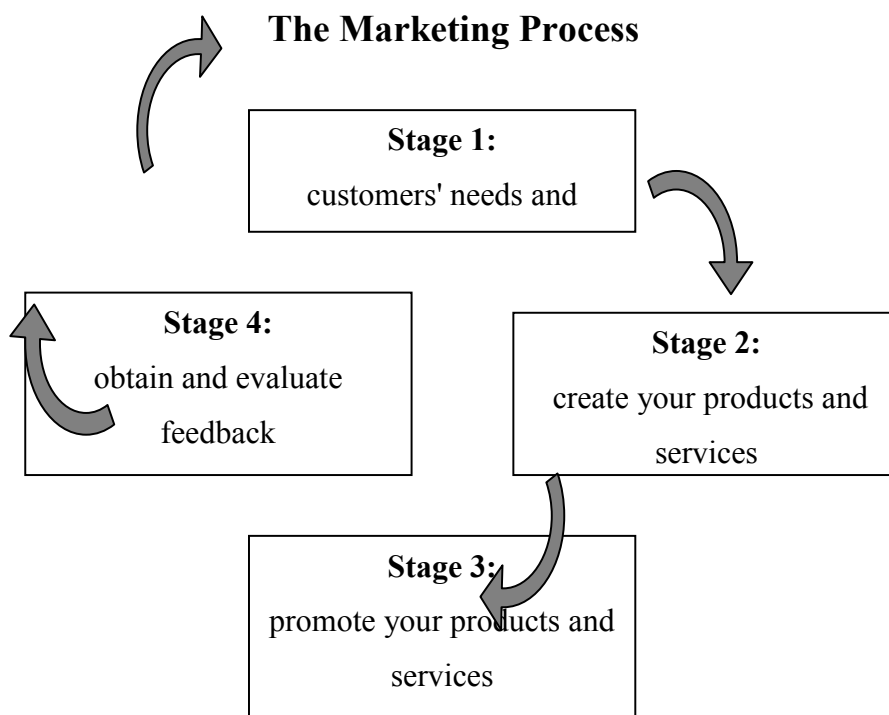 The Marketing Process
Stage 1:
customers' needs and
Stage 2:
create your products and
services
Stage 3:
promote your products and
services
Stage 4:
obtain and evaluate
feedback